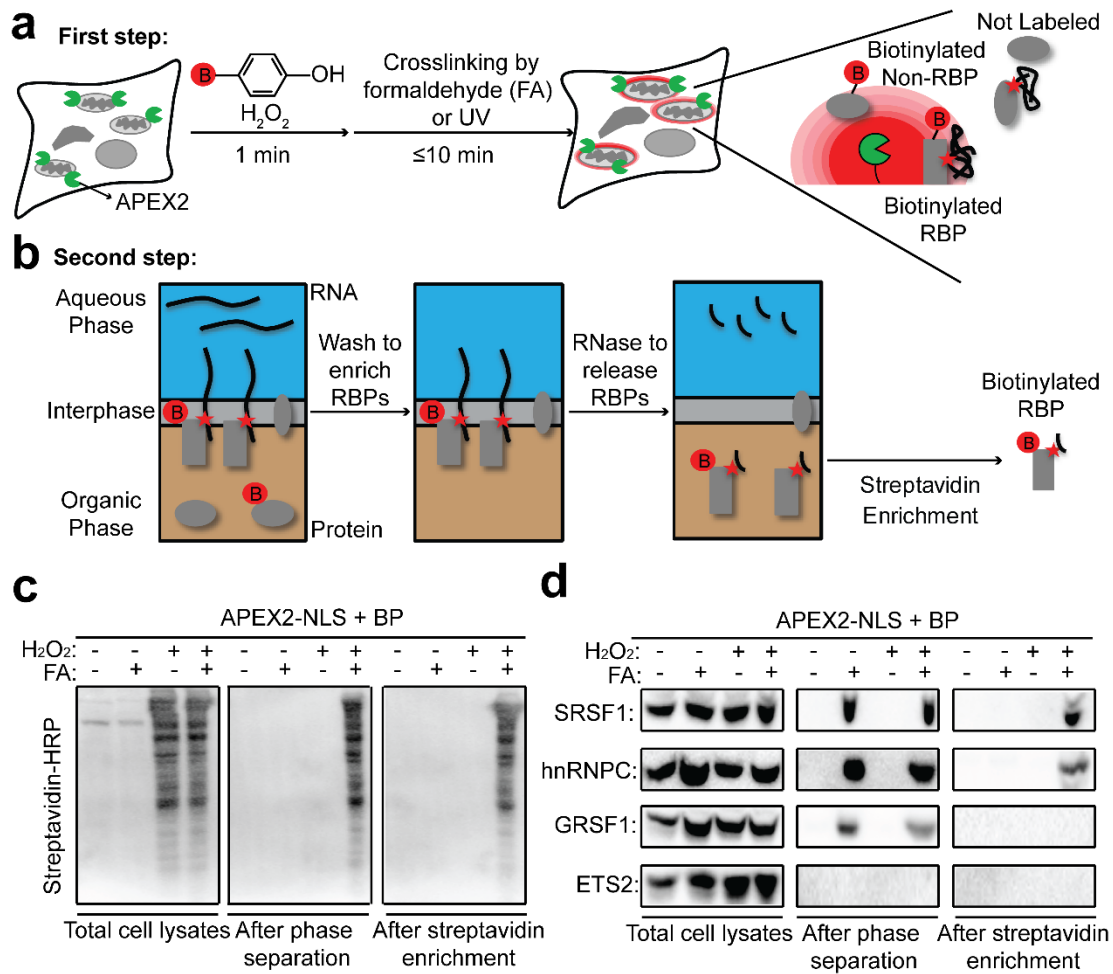 a
First step:
B
OH
H2O2
1 min
Crosslinking by
formaldehyde (FA)
or UV
≤10 min
APEX2
Not Labeled
Biotinylated
Non-RBP
B
B
Biotinylated
RBP
b
Second step:
Aqueous
Phase
RNA
Interphase
B
Organic
Phase
B
Protein
Wash to
enrich
RBPs
B
RNase to
release
RBPs
B
Streptavidin
Enrichment
Biotinylated
RBP
B
c
APEX2-NLS + BP
H2O2: - - + + - - + + - - + +
FA: - + - + - + - + - + - +
Streptavidin-HRP
Total cell lysates
After phase
separation
After streptavidin
enrichment
d
APEX2-NLS + BP
H2O2: - - + + - - + + - - + +
FA: - + - + - + - + - + - +
SRSF1:
hnRNPC:
GRSF1:
ETS2:
Total cell lysates
After phase
separation
After streptavidin
enrichment